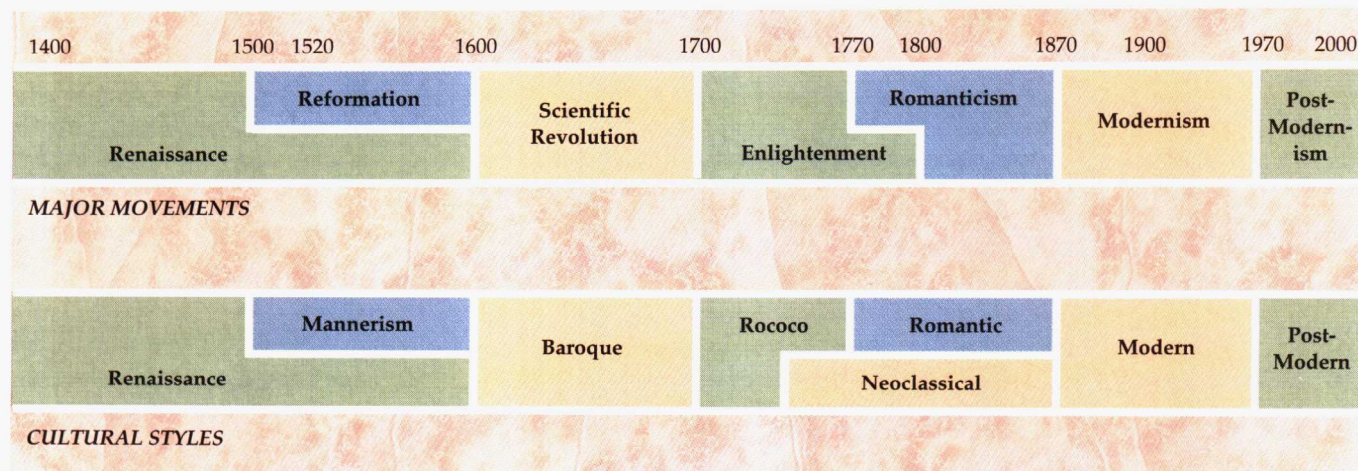 1400 1500 1520 1600 1700 1770 1800 1870 1900 1970 2000
Reformation
Renaissance
Scientific
Revolution
Romanticism
Enlightenment
Modernism
Post-
Modern-
ism
MAJOR MOVEMENTS
Mannerism
Renaissance
Baroque
Rococo
Romantic
Neoclassical
Modern
Post-
Modern
CULTURAL STYLES